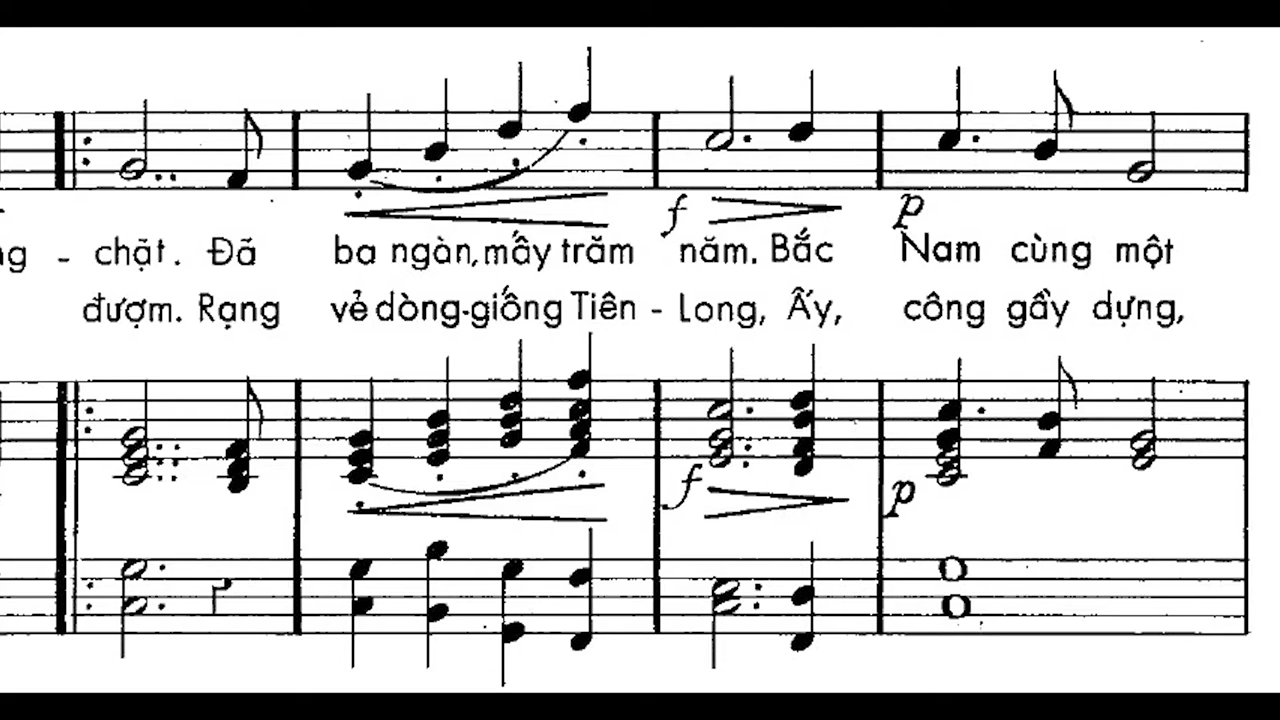 f p
ng - chặt. Đã ba ngàn, mấy trăm năm. Bắc Nam cùng một
đượm. Rạng vẻ dòng-giống Tiên - Long, Ấy, công gầy dựng,
f p